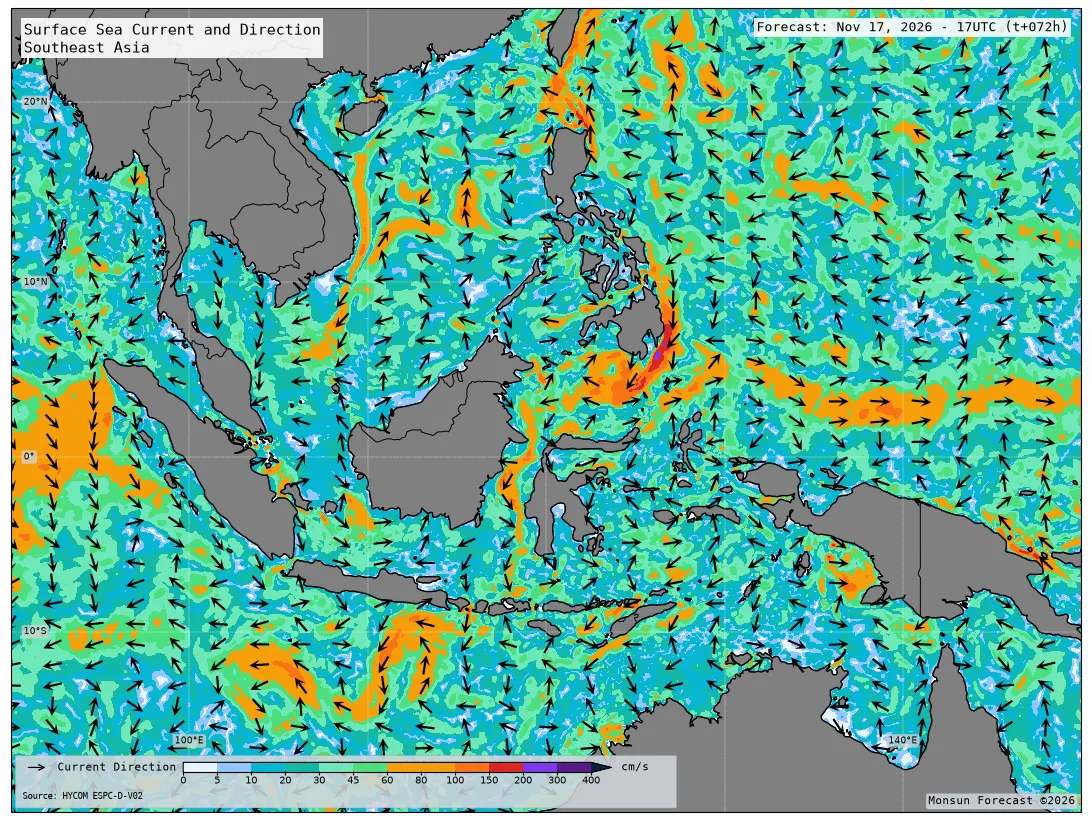 Surface Sea Current and Direction
Southeast Asia
Forecast: Nov 17, 2026 - 17UTC (t+072h)
20°N
10°N
0°
10°S
100°E
140°E
Current Direction
0 5 10 20 30 45 60 80 100 150 200 300 400
cm/s
Source: HYCOM ESPC-D-V02
Monsun Forecast ©2026